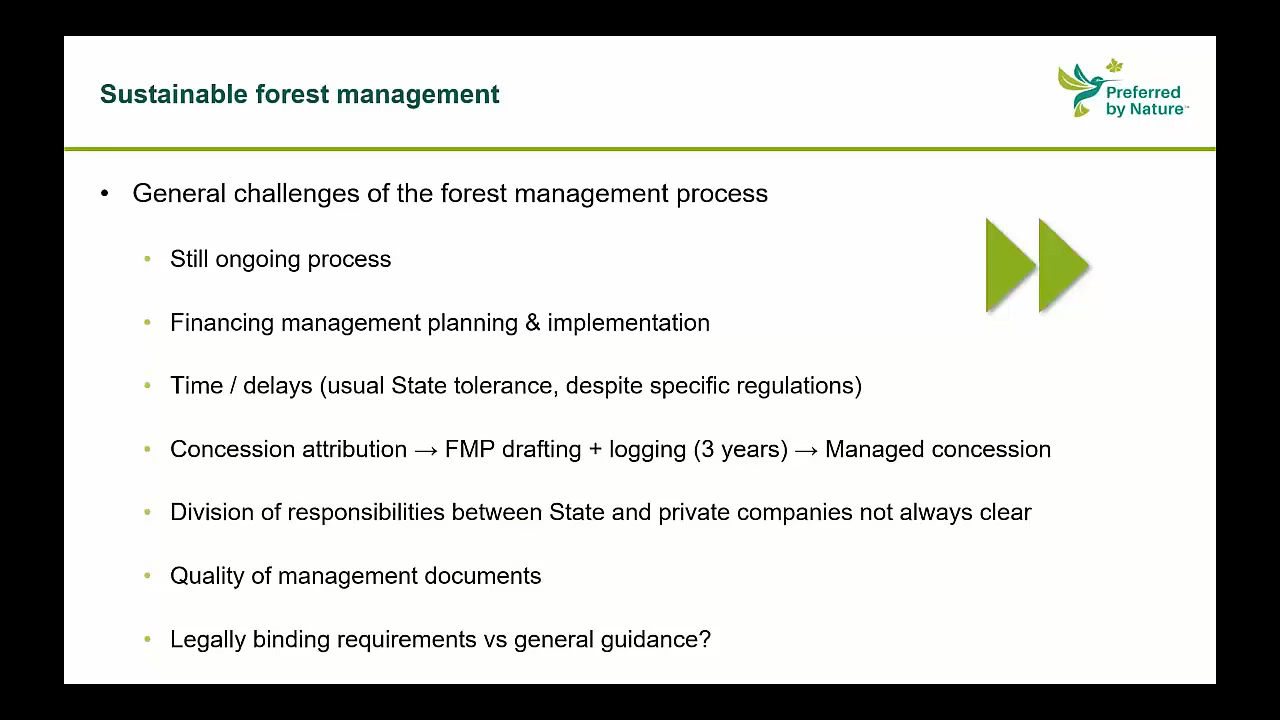 Sustainable forest management
Preferred
by Nature™
• General challenges of the forest management process
• Still ongoing process
• Financing management planning & implementation
• Time / delays (usual State tolerance, despite specific regulations)
• Concession attribution → FMP drafting + logging (3 years) → Managed concession
• Division of responsibilities between State and private companies not always clear
• Quality of management documents
• Legally binding requirements vs general guidance?